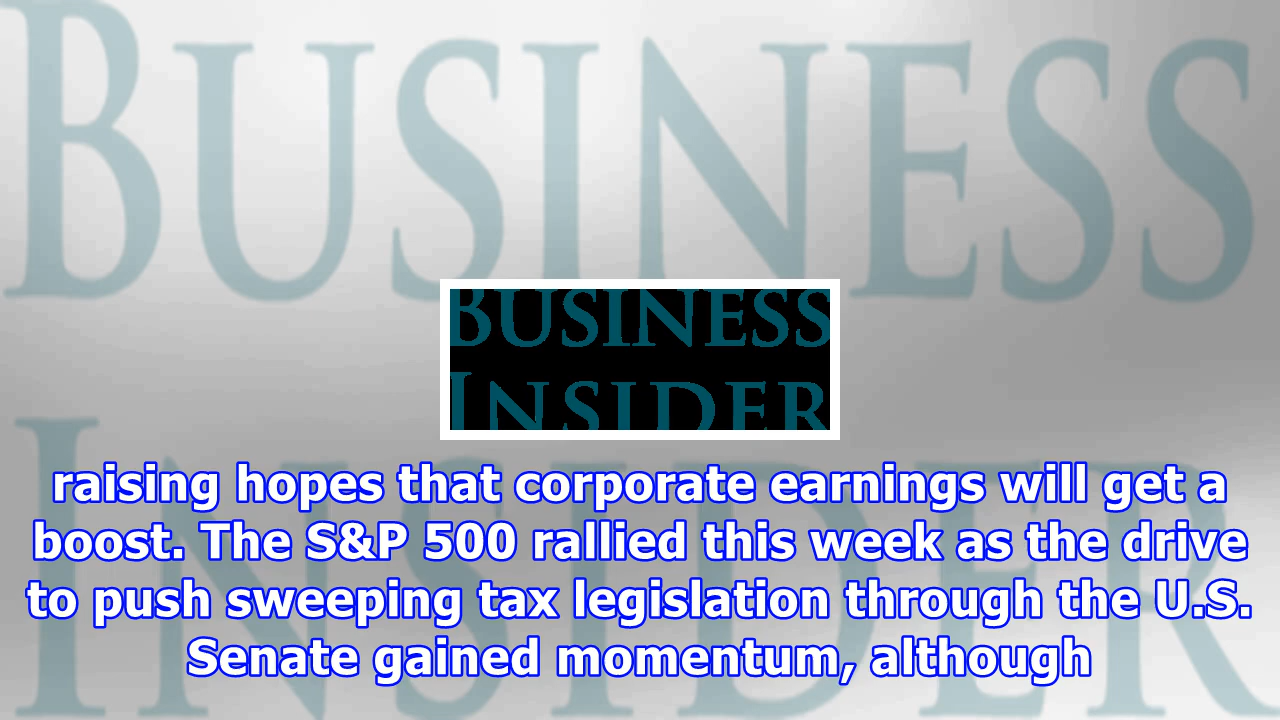 BUSINESS
INSIDER
BUSINESS
INSIDER
raising hopes that corporate earnings will get a
boost. The S&P 500 rallied this week as the drive
to push sweeping tax legislation through the U.S.
Senate gained momentum, although